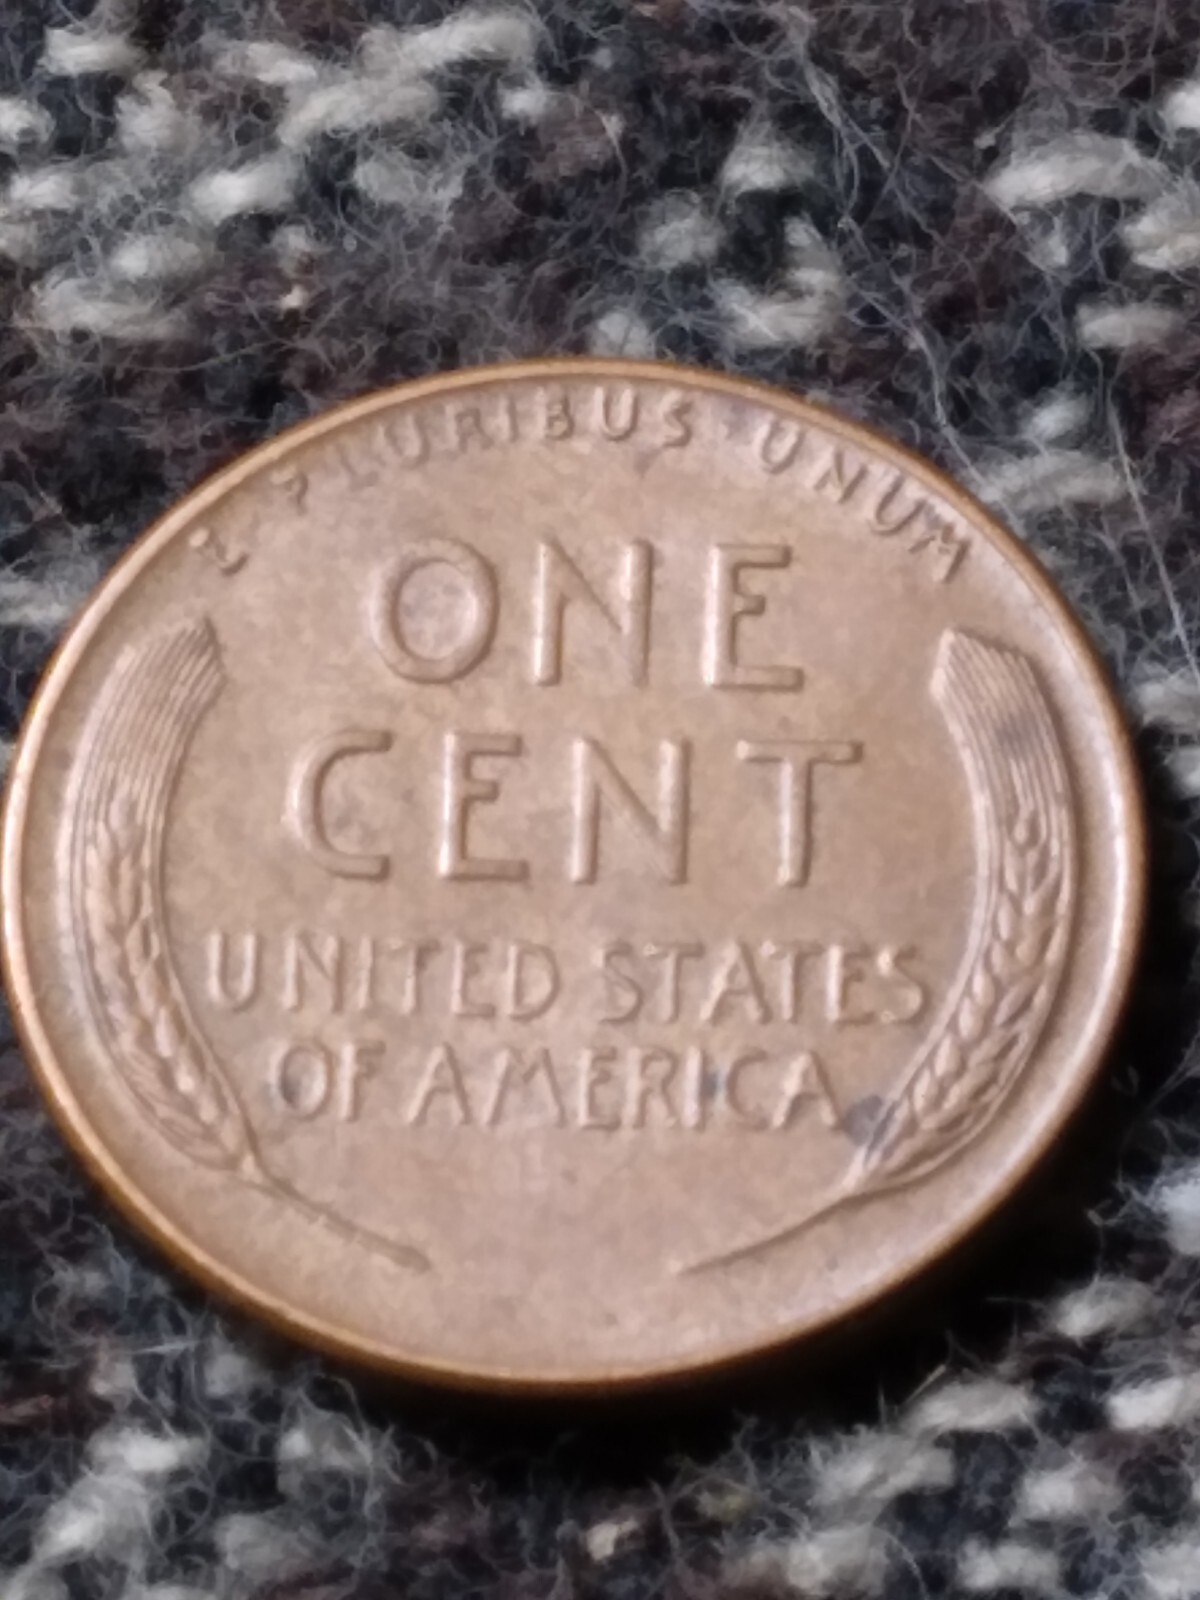 E · PLURIBUS · UNUM
ONE
CENT
UNITED STATES
OF AMERICA